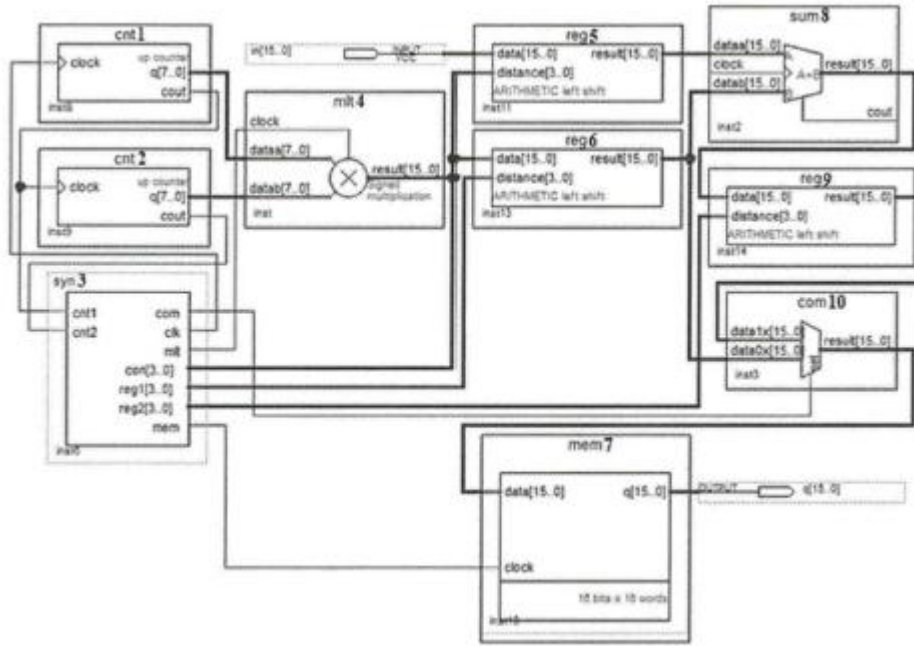 cnt1
up counter
clock
q[7..0]
cout
inst8
cnt2
up counter
clock
q[7..0]
cout
inst9
syn3
cnt1
cnt2
com
clk
mlt
con[3..0]
reg1[3..0]
reg2[3..0]
mem
mlt4
clock
dataa[7..0]
datab[7..0]
result[15..0]
signed
multiplication
inst
in[15..0]
INPUT
VCC
reg5
data[15..0]
result[15..0]
distance[3..0]
ARITHMETIC left shift
inst11
reg6
data[15..0]
result[15..0]
distance[3..0]
ARITHMETIC left shift
inst13
sum8
dataa[15..0]
clock
datab[15..0]
A
B
A+B
result[15..0]
cout
inst2
reg9
data[15..0]
result[15..0]
distance[3..0]
ARITHMETIC left shift
inst14
com10
data1x[15..0]
data0x[15..0]
result[15..0]
inst3
mem7
data[15..0]
q[15..0]
clock
16 bits x 16 words
OUTPUT
q[15..0]